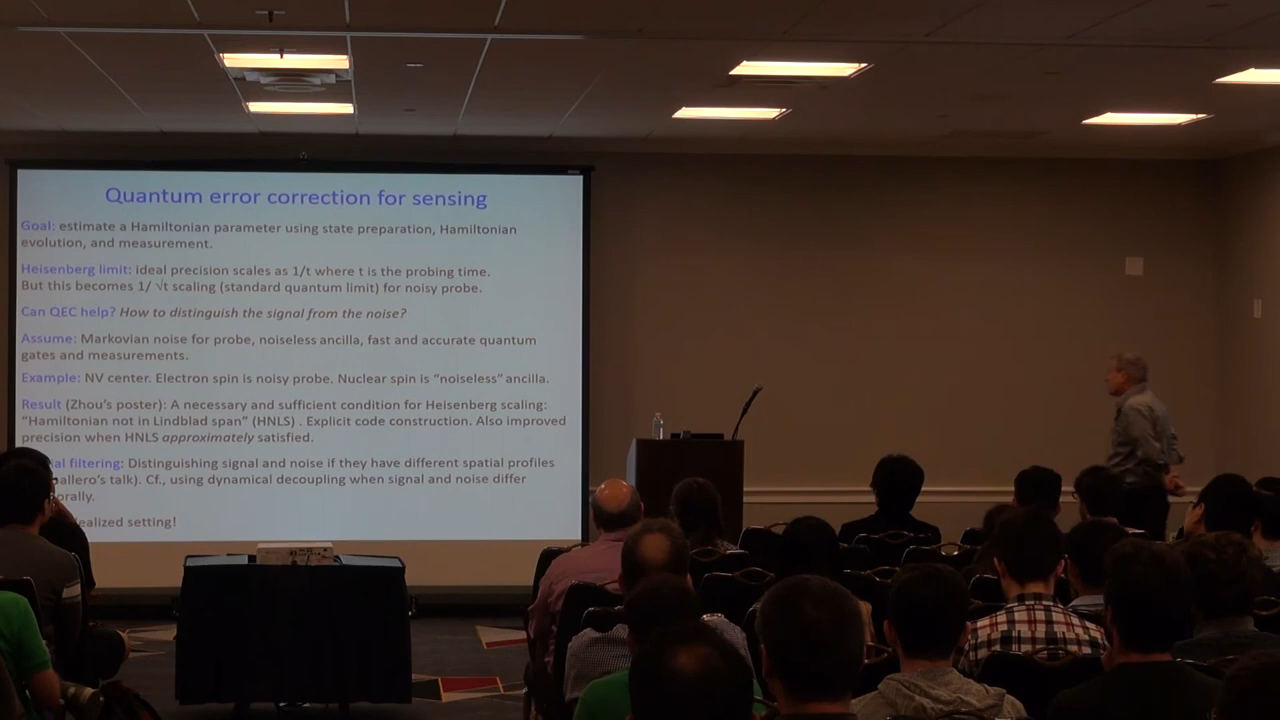 Quantum error correction for sensing
Goal: estimate a Hamiltonian parameter using state preparation, Hamiltonian
evolution, and measurement.
Heisenberg limit: ideal precision scales as 1/t where t is the probing time.
But this becomes 1/ √t scaling (standard quantum limit) for noisy probe.
Can QEC help? How to distinguish the signal from the noise?
Assume: Markovian noise for probe, noiseless ancilla, fast and accurate quantum
gates and measurements.
Example: NV center. Electron spin is noisy probe. Nuclear spin is “noiseless” ancilla.
Result (Zhou’s poster): A necessary and sufficient condition for Heisenberg scaling:
“Hamiltonian not in Lindblad span” (HNLS) . Explicit code construction. Also improved
precision when HNLS approximately satisfied.
filtering: Distinguishing signal and noise if they have different spatial profiles
talk). Cf., using dynamical decoupling when signal and noise differ
setting!